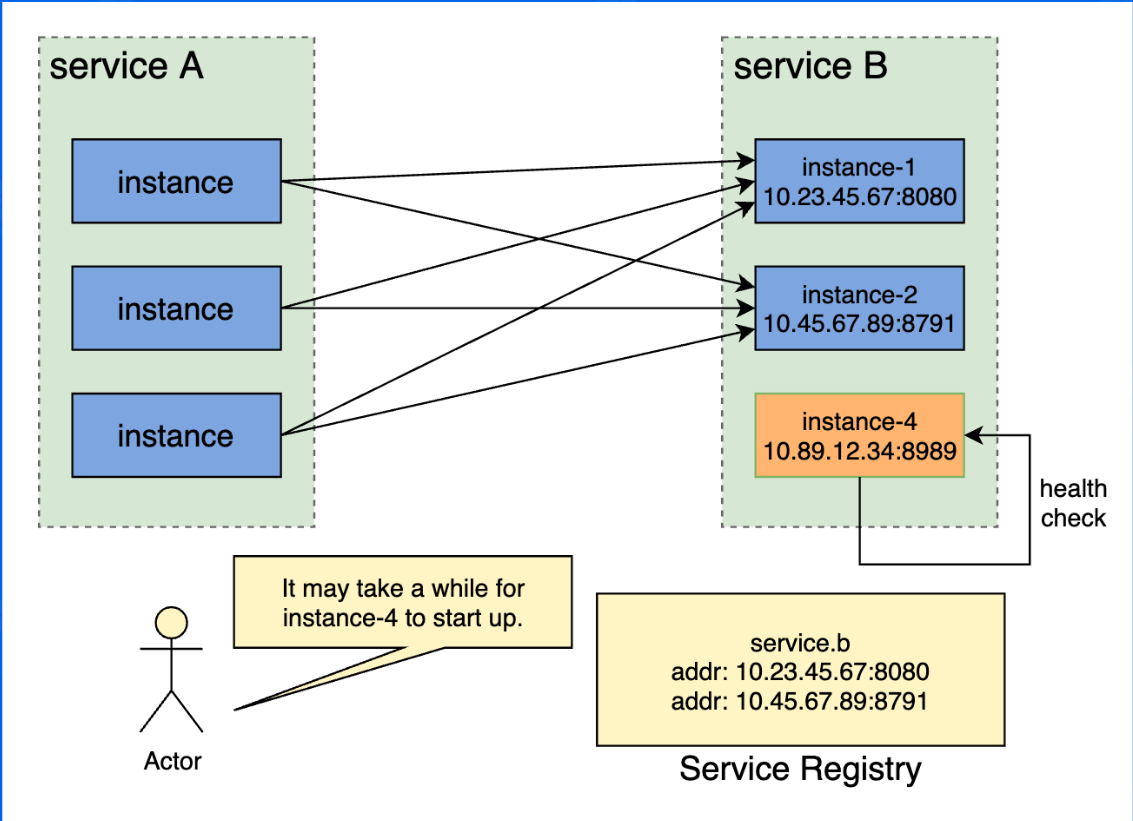 service A
instance
instance
instance
service B
instance-1
10.23.45.67:8080
instance-2
10.45.67.89:8791
instance-4
10.89.12.34:8989
health
check
It may take a while for
instance-4 to start up.
Actor
service.b
addr: 10.23.45.67:8080
addr: 10.45.67.89:8791
Service Registry